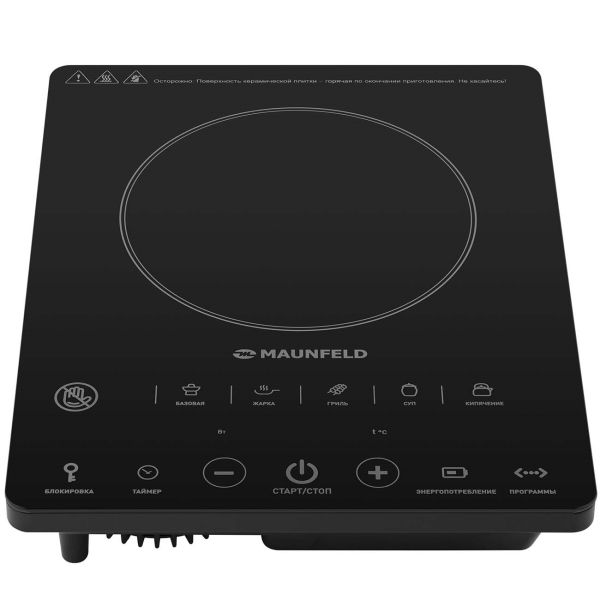 Осторожно: Поверхность керамической плитки - горячая по окончании приготовления. Не касайтесь!
MAUNFELD
БАЗОВАЯ ЖАРКА ГРИЛЬ СУП КИПЯЧЕНИЕ
Вт t °C
БЛОКИРОВКА ТАЙМЕР СТАРТ/СТОП ЭНЕРГОПОТРЕБЛЕНИЕ ПРОГРАММЫ